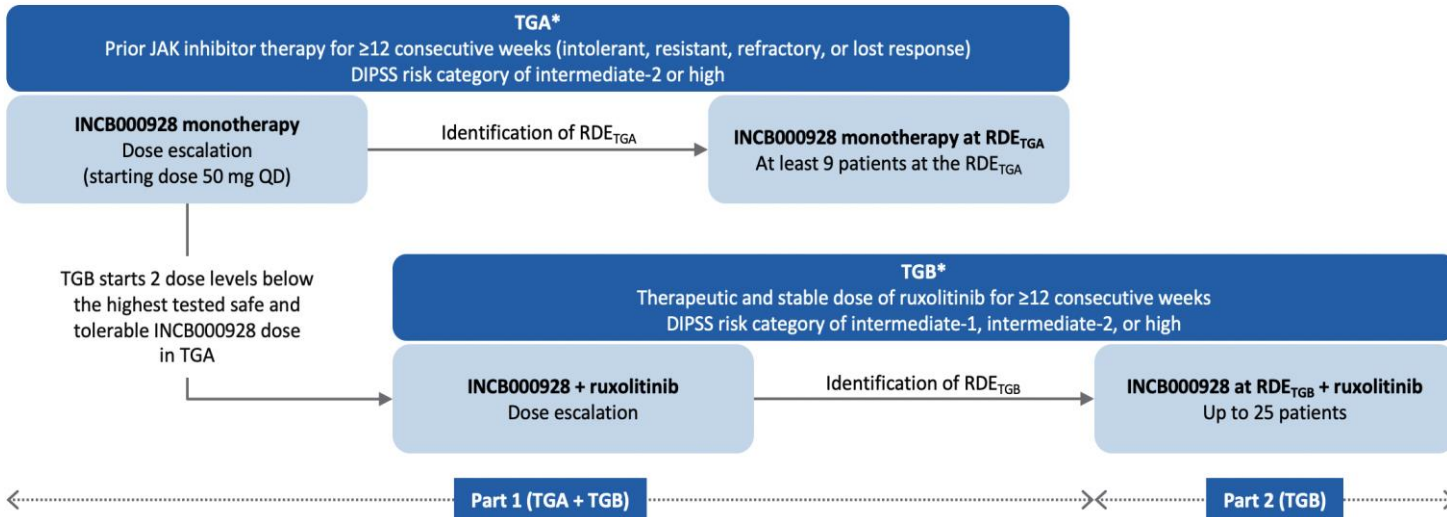 TGA*
Prior JAK inhibitor therapy for ≥12 consecutive weeks (intolerant, resistant, refractory, or lost response)
DIPSS risk category of intermediate-2 or high
INCB000928 monotherapy
Dose escalation
(starting dose 50 mg QD)
Identification of RDE_TGA
INCB000928 monotherapy at RDE_TGA
At least 9 patients at the RDE_TGA
TGB starts 2 dose levels below
the highest tested safe and
tolerable INCB000928 dose
in TGA
TGB*
Therapeutic and stable dose of ruxolitinib for ≥12 consecutive weeks
DIPSS risk category of intermediate-1, intermediate-2, or high
INCB000928 + ruxolitinib
Dose escalation
Identification of RDE_TGB
INCB000928 at RDE_TGB + ruxolitinib
Up to 25 patients
Part 1 (TGA + TGB)
Part 2 (TGB)